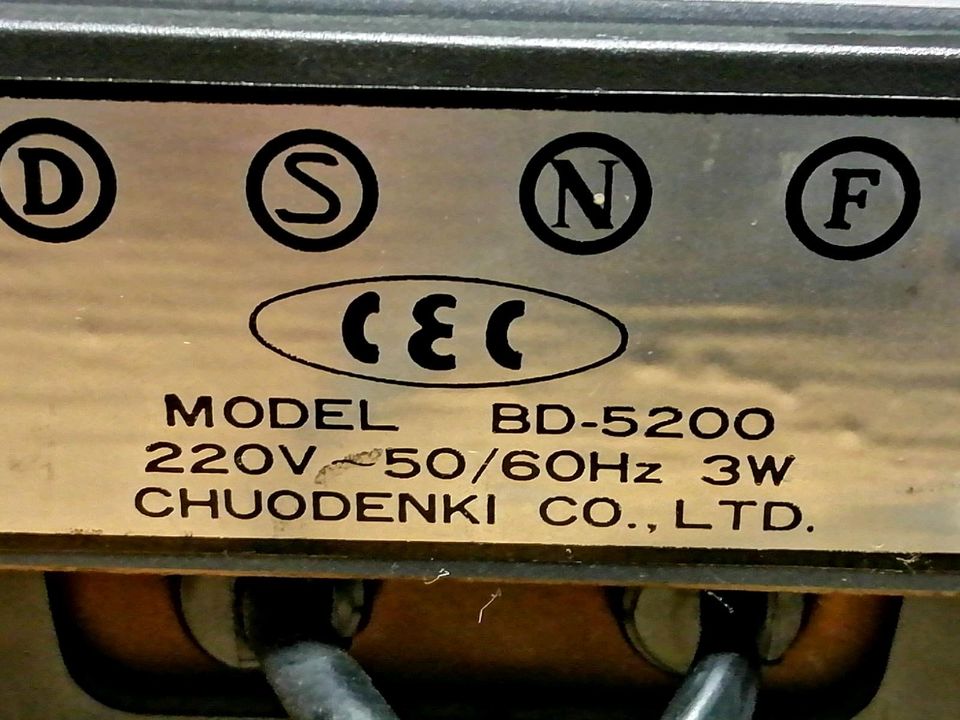 D S N F
CEC
MODEL BD-5200
220V ~50/60Hz 3W
CHUODENKI CO., LTD.